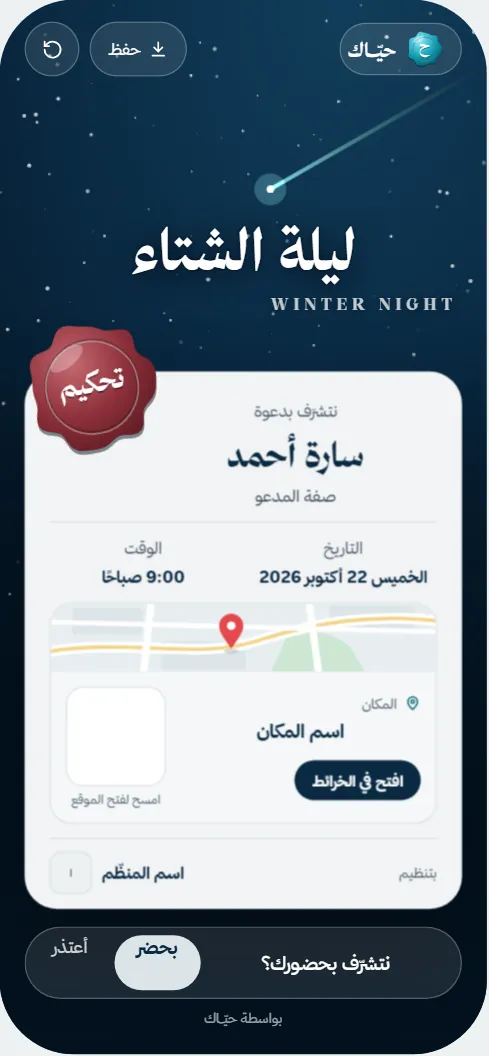 حيّاك
ح
حفظ
ليلة الشتاء
WINTER NIGHT
تحكيم
نتشرّف بدعوة
سارة أحمد
صفة المدعو
التاريخ
الخميس 22 أكتوبر 2026
الوقت
9:00 صباحًا
المكان
اسم المكان
افتح في الخرائط
امسح لفتح الموقع
بتنظيم
اسم المنظّم
ا
نتشرّف بحضورك؟
بحضر
أعتذر
بواسطة حيّاك